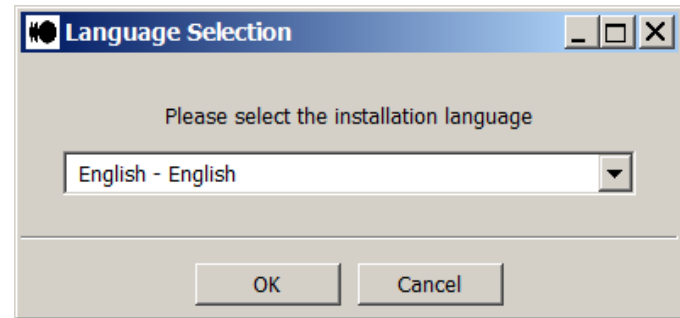 Language Selection
Please select the installation language
English - English
OK
Cancel